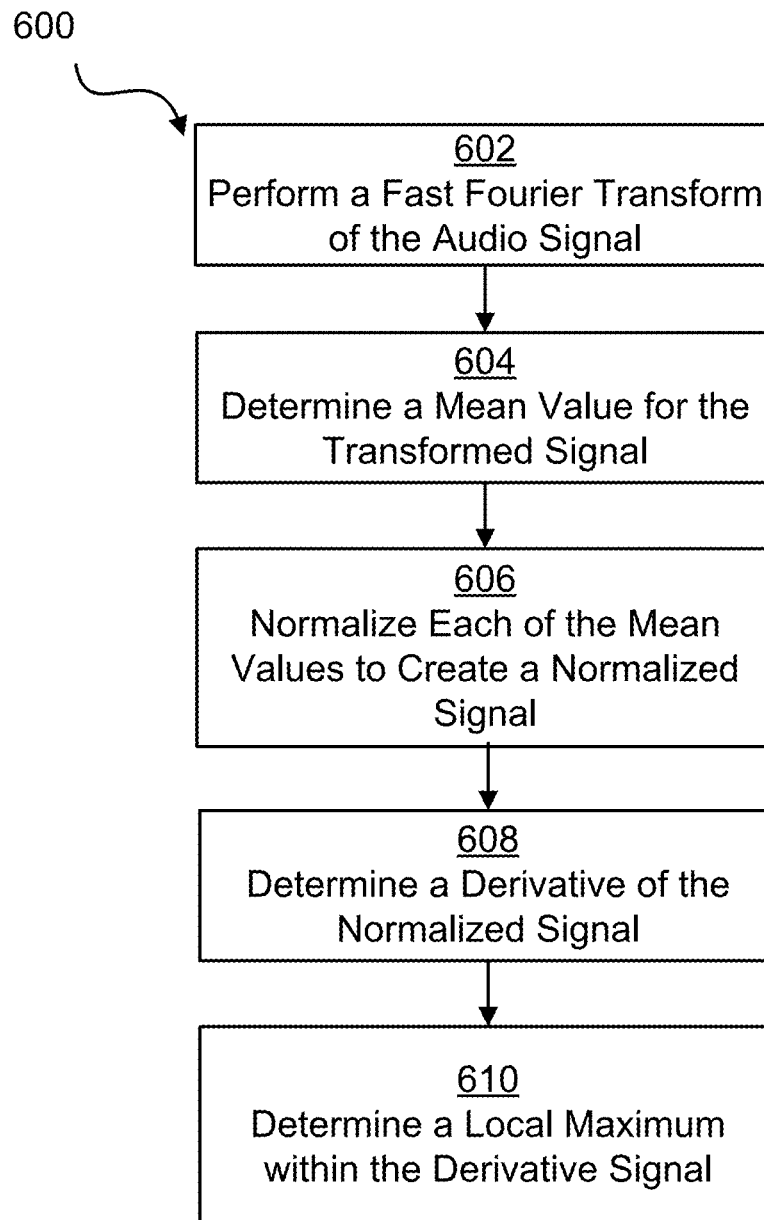 600
602
Perform a Fast Fourier Transform
of the Audio Signal
604
Determine a Mean Value for the
Transformed Signal
606
Normalize Each of the Mean
Values to Create a Normalized
Signal
608
Determine a Derivative of the
Normalized Signal
610
Determine a Local Maximum
within the Derivative Signal